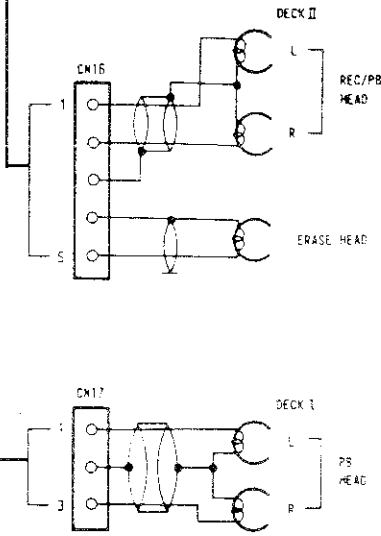 DECK II
CN16
L
REC/PB
HEAD
1
R
ERASE HEAD
5
CN17
DECK I
1
L
PB
HEAD
3
R